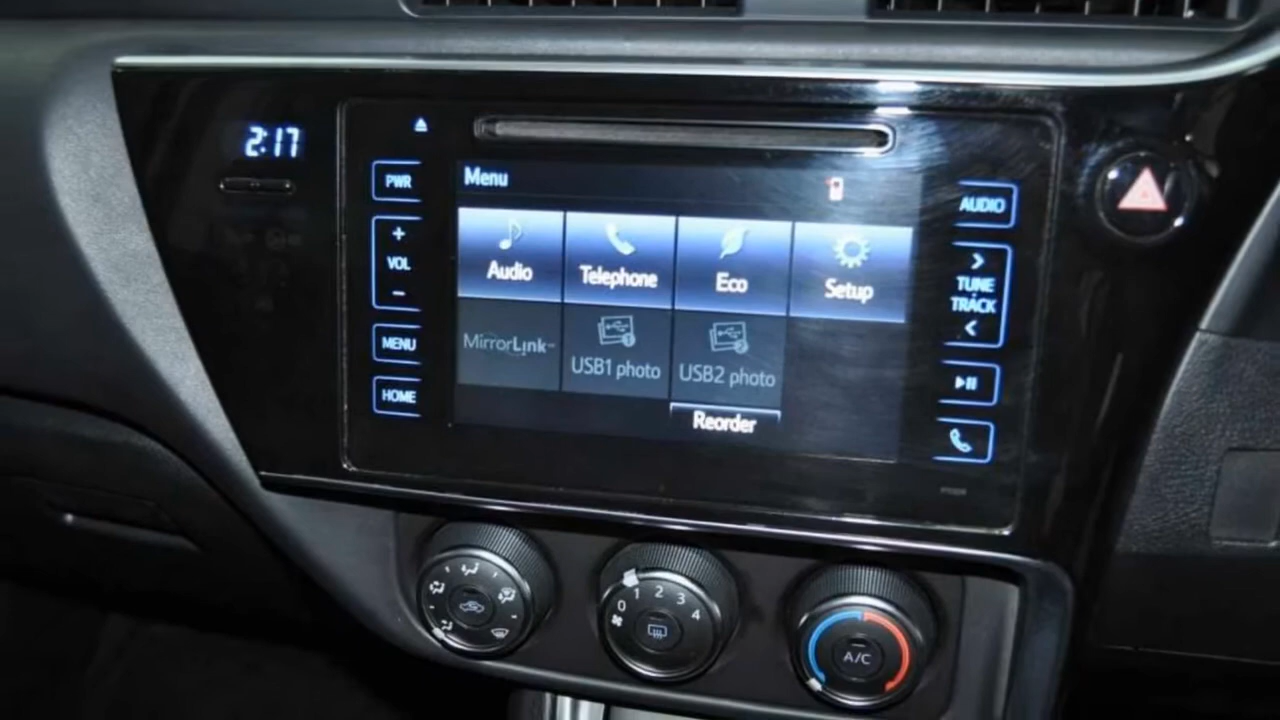 2:17
PWR
+
VOL
−
MENU
HOME
Menu
Audio
Telephone
Eco
Setup
MirrorLink™
USB1 photo
USB2 photo
Reorder
AUDIO
>
TUNE
TRACK
<
0 1 2 3 4
A/C